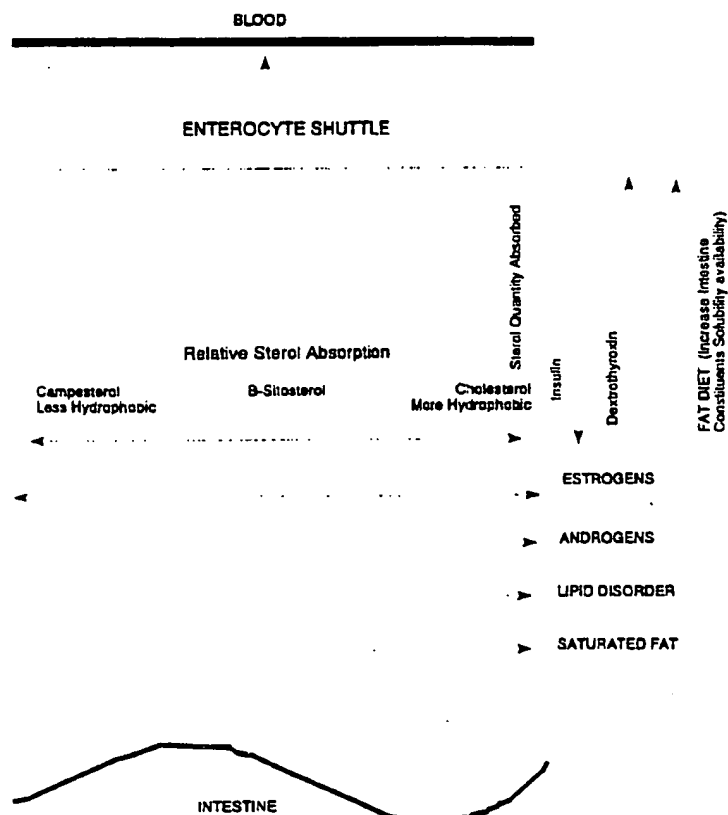 BLOOD
ENTEROCYTE SHUTTLE
Sterol Quantity Absorbed
Insulin
Dextrothyroxin
FAT DIET (Increase Intestine
Constituents Solubility availability)
Relative Sterol Absorption
Campesterol
Less Hydrophobic
B-Sitosterol
Cholesterol
More Hydrophobic
ESTROGENS
ANDROGENS
LIPID DISORDER
SATURATED FAT
INTESTINE